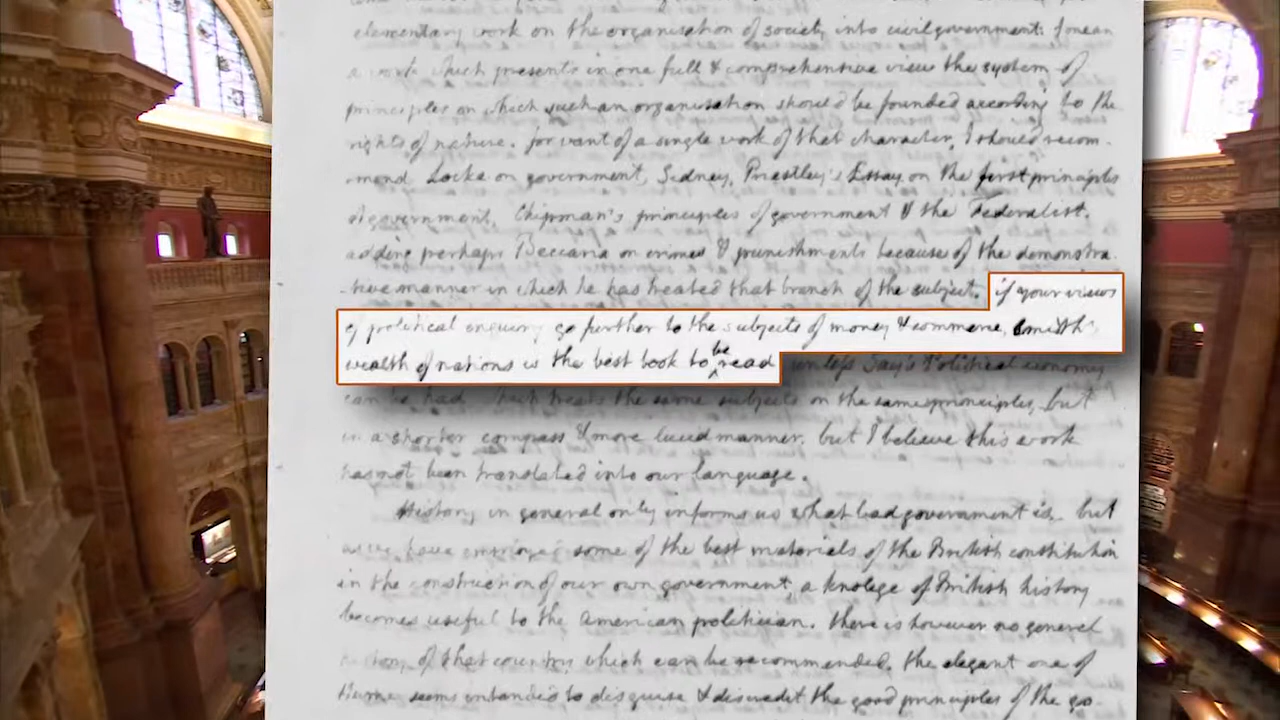 elementary work on the organisation of society into civil government: I mean
a work which presents in one full & comprehensive view the system of
principles on which such an organisation should be founded according to the
rights of nature. for want of a single work of that character, I should recom-
-mend Locke on government, Sidney, Priestley's Essay on the first principles
of government, Chipman's principles of government & the Federalist.
adding perhaps Beccaria on crimes & punishments because of the demonstra-
-tive manner in which he has treated that branch of the subject. if your views
of political enquiry go further to the subjects of money & commerce, Smith's
wealth of nations is the best book to be read unless Say's Political economy
can be had which treats the same subjects on the same principles, but
in a shorter compass & more lucid manner. but I believe this work
has not been translated into our language.
History in general only informs us what bad government is. but
as we have employed some of the best materials of the British constitution
in the construction of our own government, a knolege of British history
becomes useful to the American politician. there is however no general
history of that country which can be recommended. the elegant one of
Hume seems intended to disguise & discredit the good principles of the go-